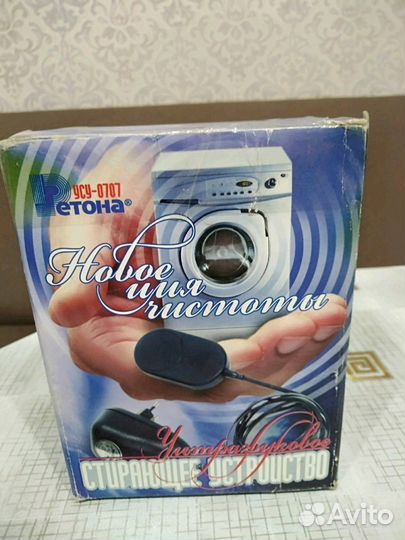 УСУ-0707
Ретона®
Новое
имя
чистоты
Ультразвуковое
СТИРАЮЩЕЕ УСТРОЙСТВО
Avito